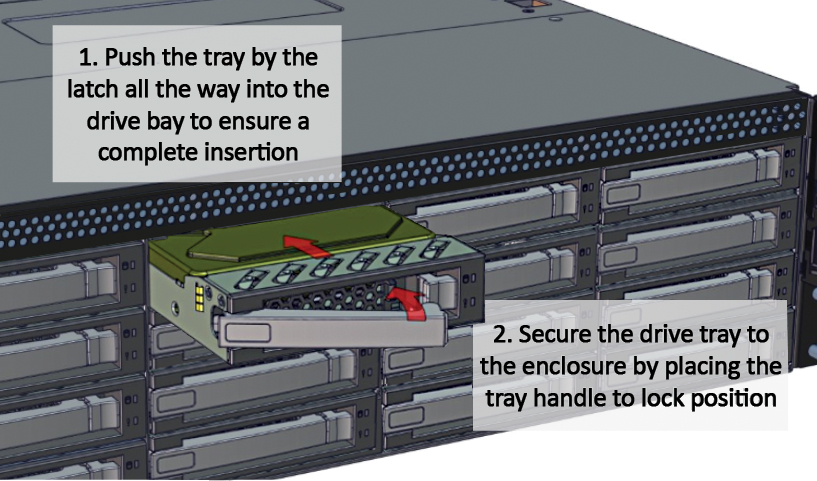 1. Push the tray by the
latch all the way into the
drive bay to ensure a
complete insertion
2. Secure the drive tray to
the enclosure by placing the
tray handle to lock position